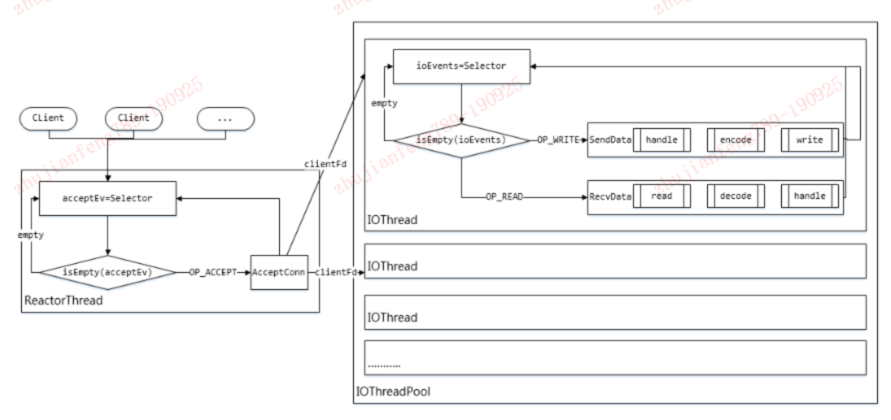 CLient
Client
...
acceptEv=Selector
empty
isEmpty(acceptEv)
OP_ACCEPT
AcceptConn
ReactorThread
clientFd
clientFd
ioEvents=Selector
empty
isEmpty(ioEvents)
OP_WRITE
SendData
handle
encode
write
OP_READ
RecvData
read
decode
handle
IOThread
IOThread
IOThread
...........
IOThreadPool